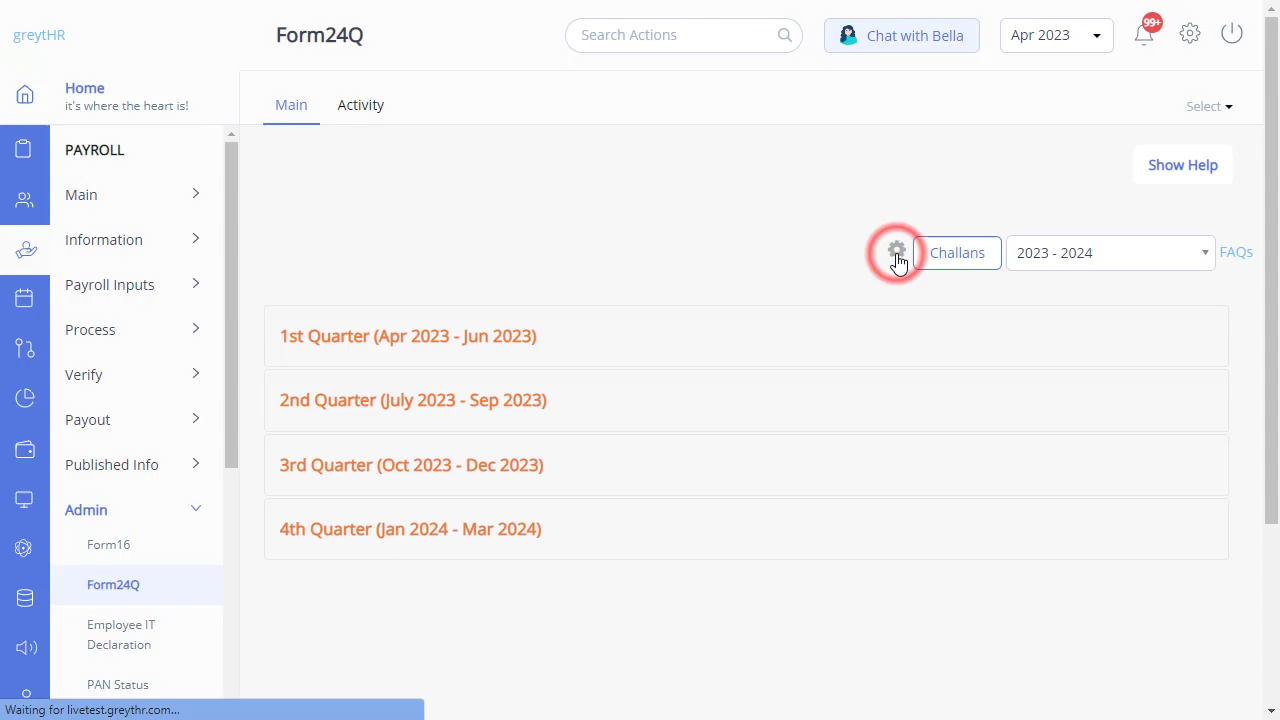 greytHR
Form24Q
Search Actions
Chat with Bella
Apr 2023
99+
Home
it's where the heart is!
Main
Activity
Select
PAYROLL
Main
Information
Payroll Inputs
Process
Verify
Payout
Published Info
Admin
Form16
Form24Q
Employee IT
Declaration
PAN Status
Show Help
Challans
2023 - 2024
FAQs
1st Quarter (Apr 2023 - Jun 2023)
2nd Quarter (July 2023 - Sep 2023)
3rd Quarter (Oct 2023 - Dec 2023)
4th Quarter (Jan 2024 - Mar 2024)
Waiting for livetest.greythr.com...